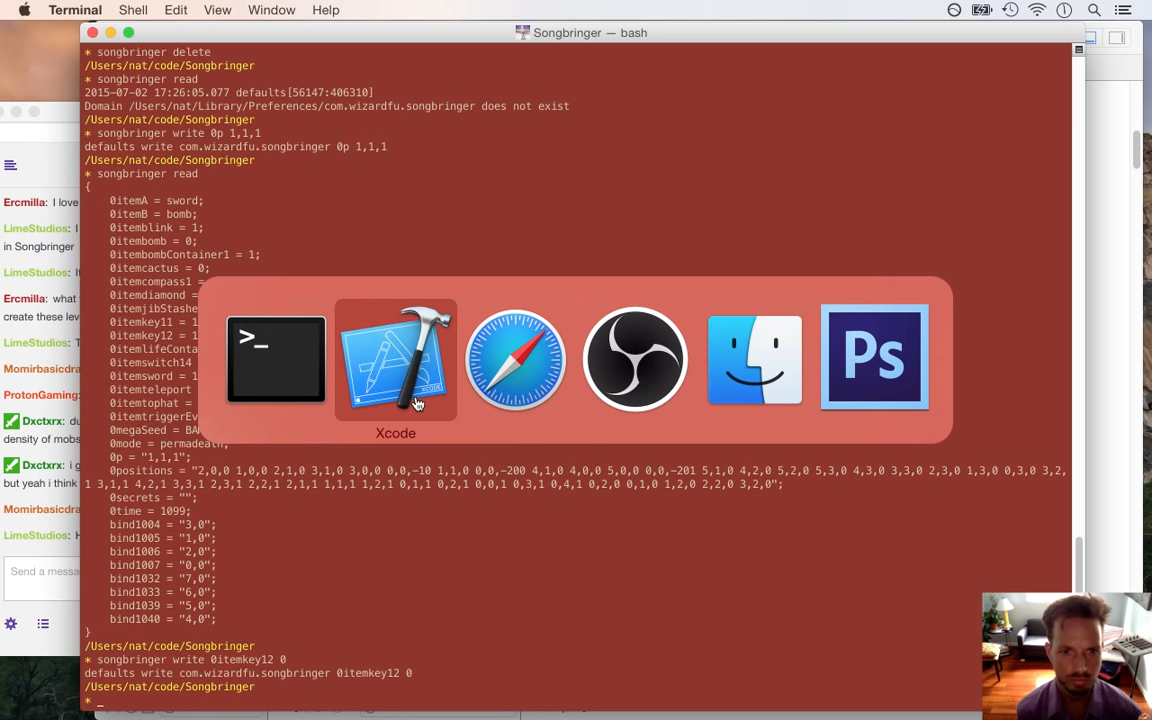 Terminal Shell Edit View Window Help
Songbringer — bash
* songbringer delete
/Users/nat/code/Songbringer
* songbringer read
2015-07-02 17:26:05.077 defaults[56147:406310]
Domain /Users/nat/Library/Preferences/com.wizardfu.songbringer does not exist
/Users/nat/code/Songbringer
* songbringer write 0p 1,1,1
defaults write com.wizardfu.songbringer 0p 1,1,1
/Users/nat/code/Songbringer
* songbringer read
{
0itemA = sword;
0itemB = bomb;
0itemblink = 1;
0itembomb = 0;
0itembombContainer1 = 1;
0itemcactus = 0;
0itemcompass1 =
0itemdiamond =
0itemjibStashe
0itemkey11 = 1
0itemkey12 = 1
0itemlifeConta
0itemswitch14
0itemsword = 1
0itemteleport
0itemtophat =
0itemtriggerEv
0megaSeed = BA
0mode = permadeath;
0p = "1,1,1";
0positions = "2,0,0 1,0,0 2,1,0 3,1,0 3,0,0 0,0,-10 1,1,0 0,0,-200 4,1,0 4,0,0 5,0,0 0,0,-201 5,1,0 4,2,0 5,2,0 5,3,0 4,3,0 3,3,0 2,3,0 1,3,0 0,3,0 3,2,
1 3,1,1 4,2,1 3,3,1 2,3,1 2,2,1 2,1,1 1,1,1 1,2,1 0,1,1 0,2,1 0,0,1 0,3,1 0,4,1 0,2,0 0,1,0 1,2,0 2,2,0 3,2,0";
0secrets = "";
0time = 1099;
bind1004 = "3,0";
bind1005 = "1,0";
bind1006 = "2,0";
bind1007 = "0,0";
bind1032 = "7,0";
bind1033 = "6,0";
bind1039 = "5,0";
bind1040 = "4,0";
}
/Users/nat/code/Songbringer
* songbringer write 0itemkey12 0
defaults write com.wizardfu.songbringer 0itemkey12 0
/Users/nat/code/Songbringer
* _
>_
Ps
Xcode
Ercmilla: I love
LimeStudios: I
in Songbringer
LimeStudios: It
Ercmilla: what
create these lev
LimeStudios: T
Momirbasicdra
ProtonGaming:
Dxctxrx: du
density of mobs
Dxctxrx: i g
but yeah i think
Momirbasicdra
LimeStudios: H
Send a messa